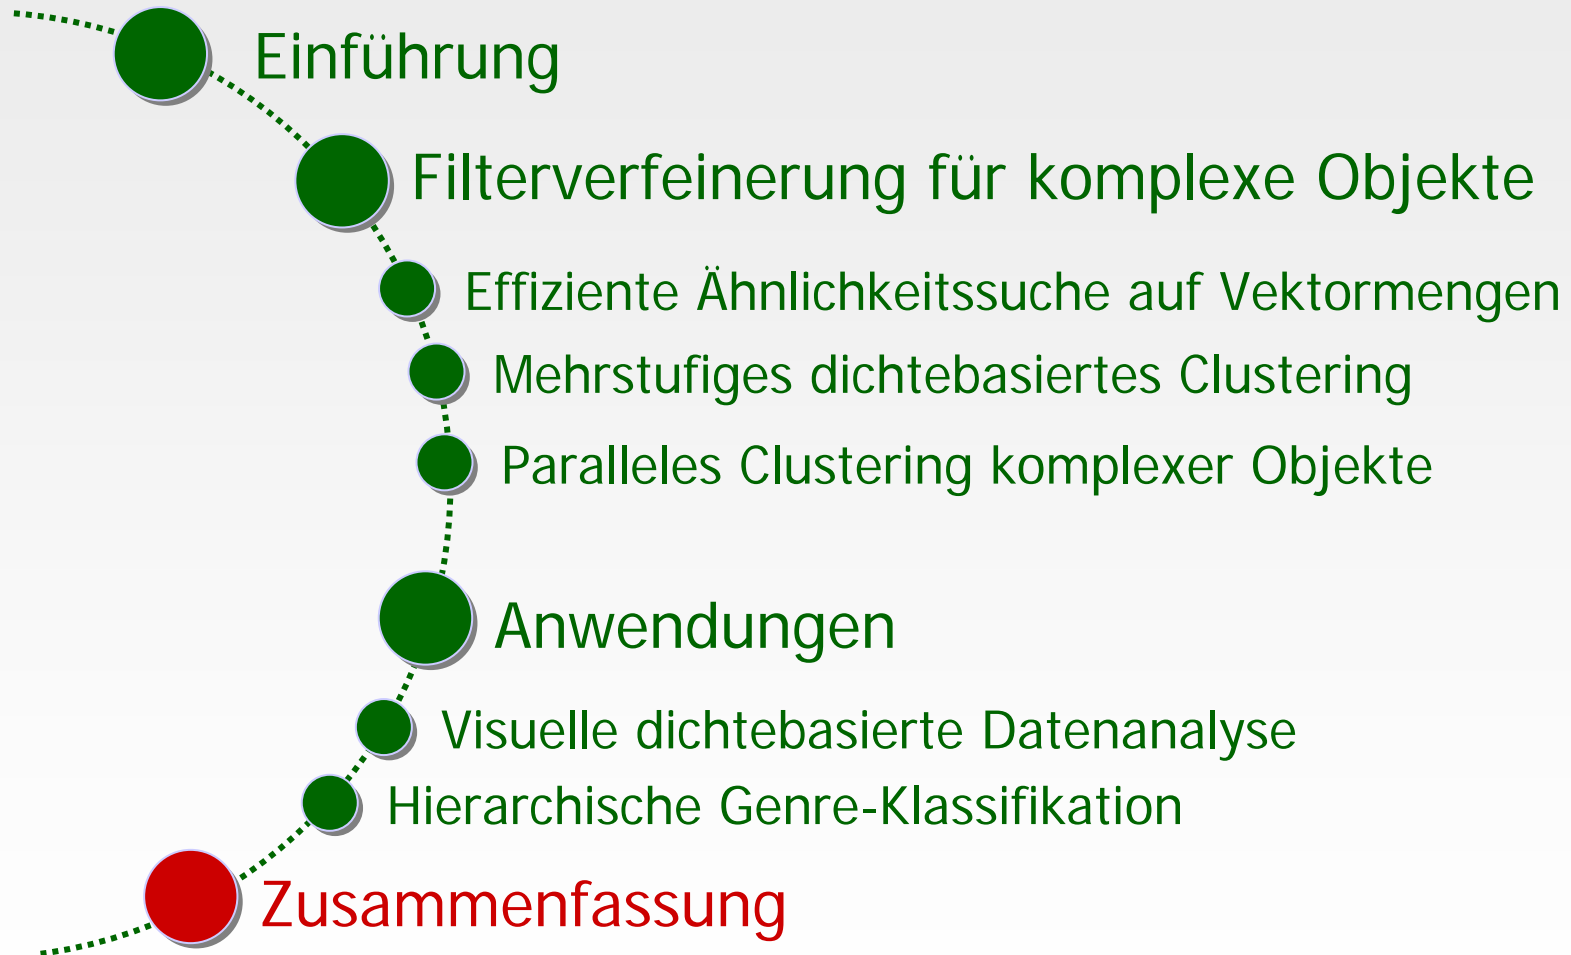 Einführung
Filterverfeinerung für komplexe Objekte
Effiziente Ähnlichkeitssuche auf Vektormengen
Mehrstufiges dichtebasiertes Clustering
Paralleles Clustering komplexer Objekte
Anwendungen
Visuelle dichtebasierte Datenanalyse
Hierarchische Genre-Klassifikation
Zusammenfassung